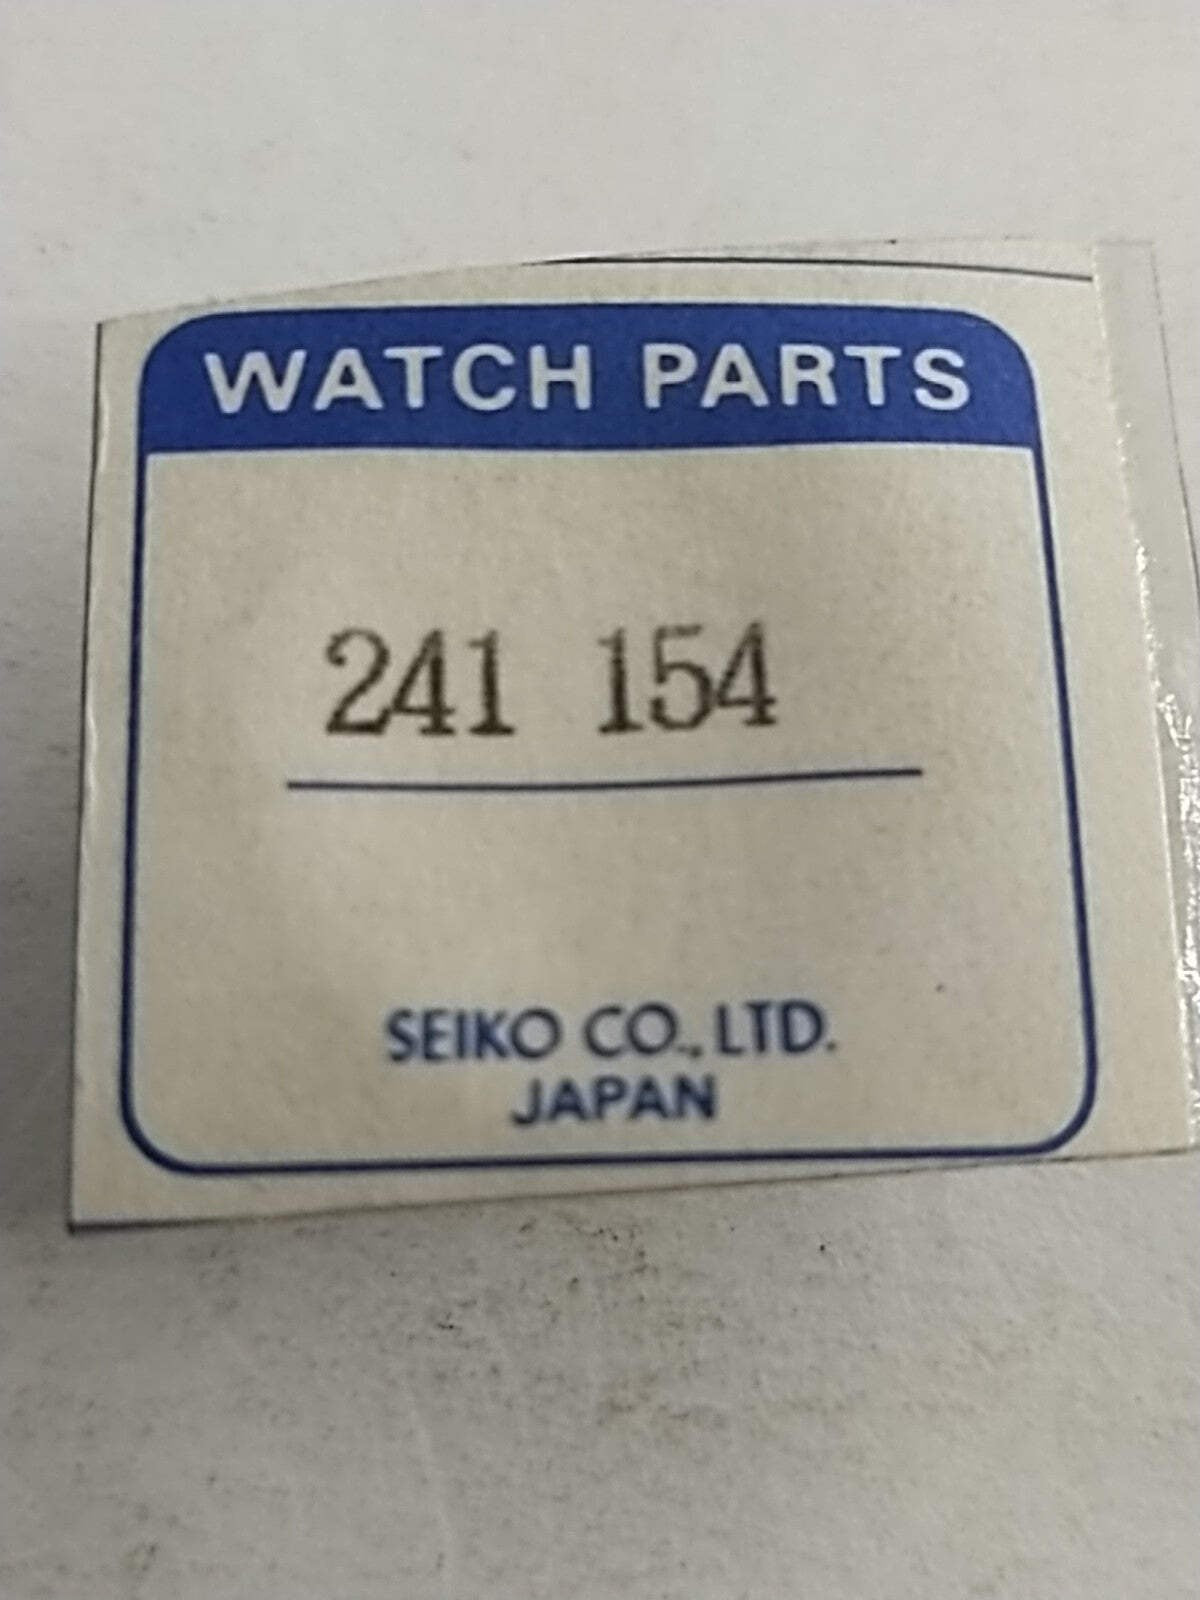 WATCH PARTS
241 154
SEIKO CO., LTD.
JAPAN